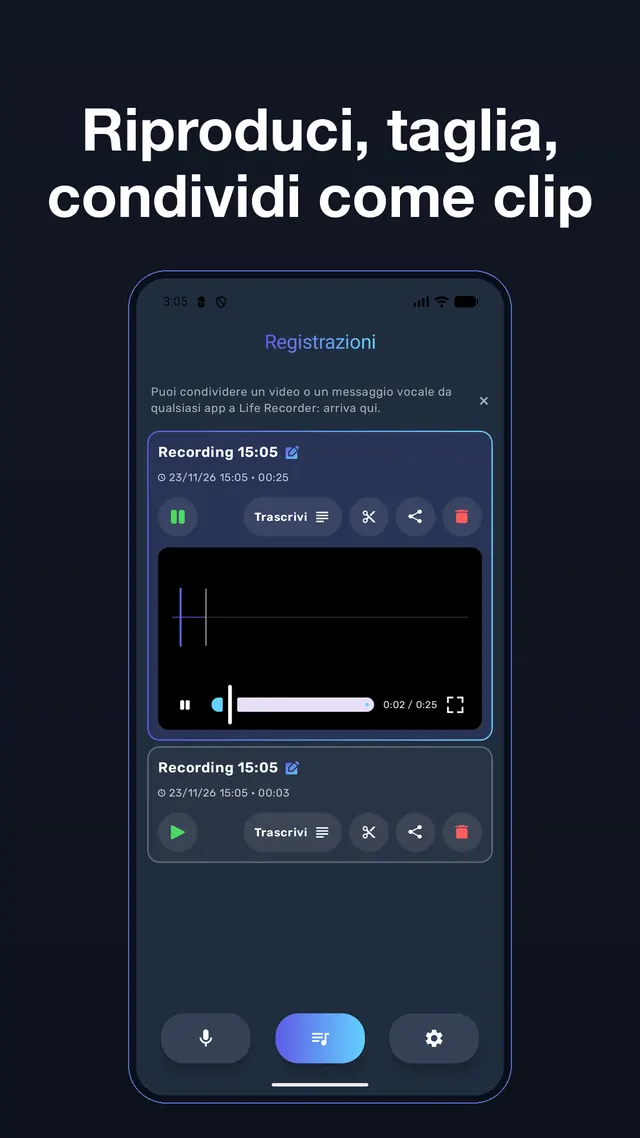 Riproduci, taglia,
condividi come clip
3:05
Registrazioni
Puoi condividere un video o un messaggio vocale da
qualsiasi app a Life Recorder: arriva qui.
Recording 15:05
23/11/26 15:05 • 00:25
Trascrivi
0:02 / 0:25
Recording 15:05
23/11/26 15:05 • 00:03
Trascrivi